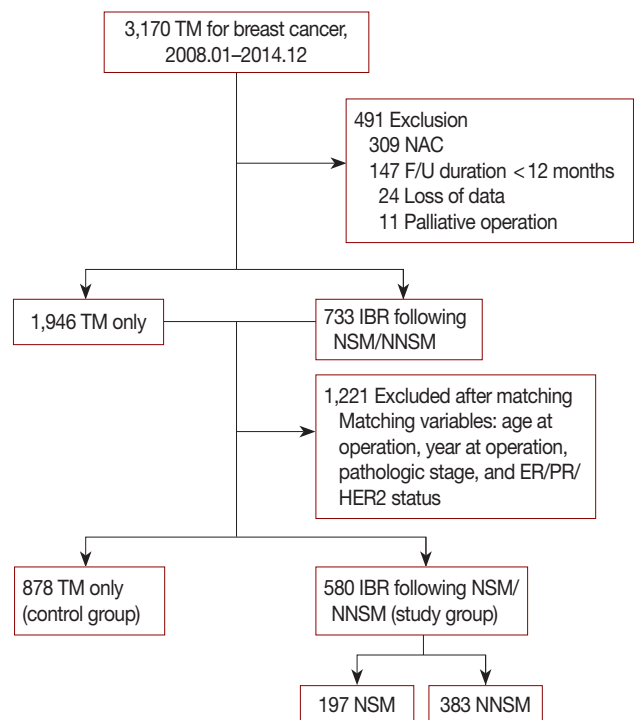 3,170 TM for breast cancer,
2008.01–2014.12
491 Exclusion
309 NAC
147 F/U duration <12 months
24 Loss of data
11 Palliative operation
1,946 TM only
733 IBR following
NSM/NNSM
1,221 Excluded after matching
Matching variables: age at
operation, year at operation,
pathologic stage, and ER/PR/
HER2 status
878 TM only
(control group)
580 IBR following NSM/
NNSM (study group)
197 NSM
383 NNSM